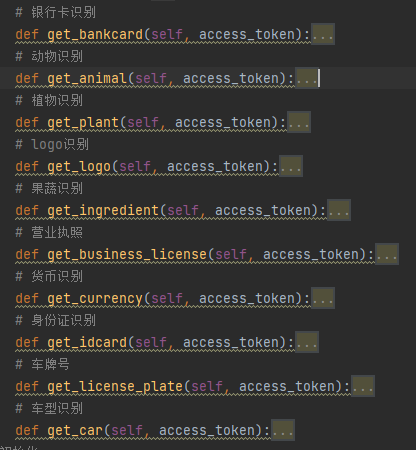 # 银行卡识别
def get_bankcard(self, access_token):...
# 动物识别
def get_animal(self, access_token):...
# 植物识别
def get_plant(self, access_token):...
# logo识别
def get_logo(self, access_token):...
# 果蔬识别
def get_ingredient(self, access_token):...
# 营业执照
def get_business_license(self, access_token):...
# 货币识别
def get_currency(self, access_token):...
# 身份证识别
def get_idcard(self, access_token):...
# 车牌号
def get_license_plate(self, access_token):...
# 车型识别
def get_car(self, access_token):...